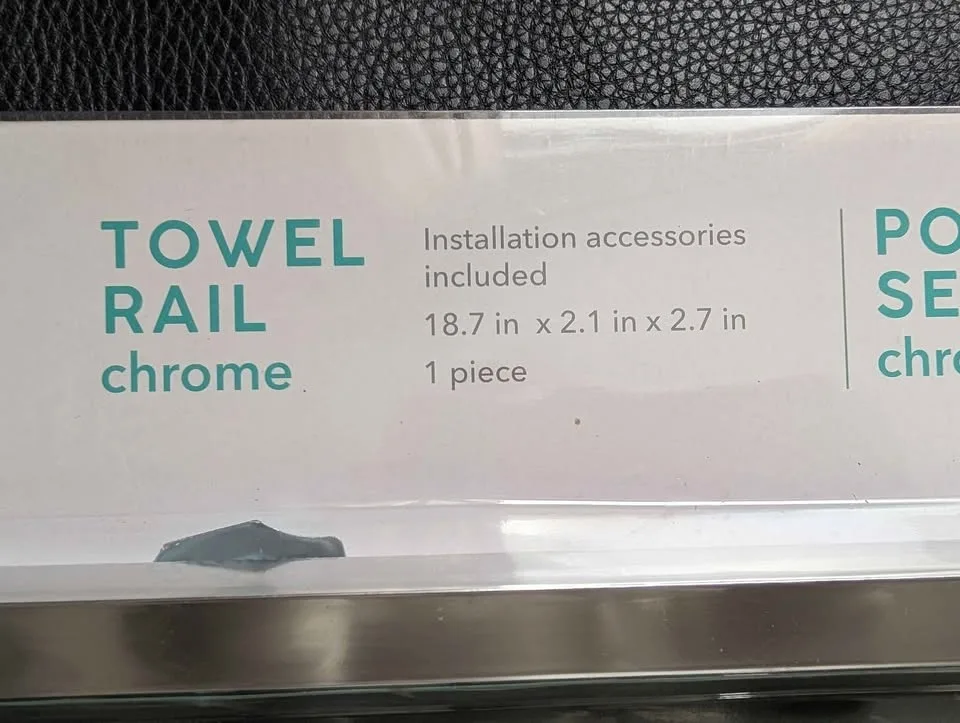 TOWEL
RAIL
chrome
Installation accessories
included
18.7 in x 2.1 in x 2.7 in
1 piece